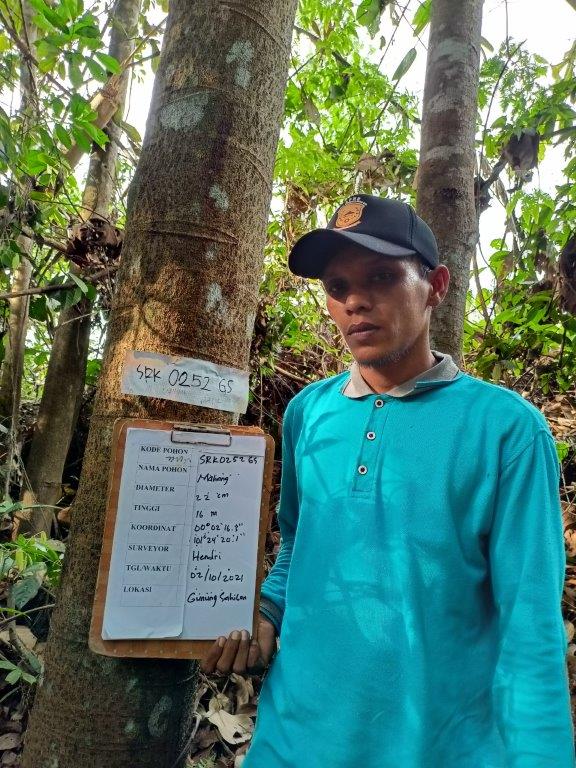 SRK 0252 GS
KODE POHON SRK0252 GS
NAMA POHON Mahang
DIAMETER 22 cm
TINGGI 16 m
KOORDINAT 00°02'16.3"
101°24'20.1"
SURVEYOR Hendri
TGL/WAKTU 02/10/2021
LOKASI Gunung Sahilan